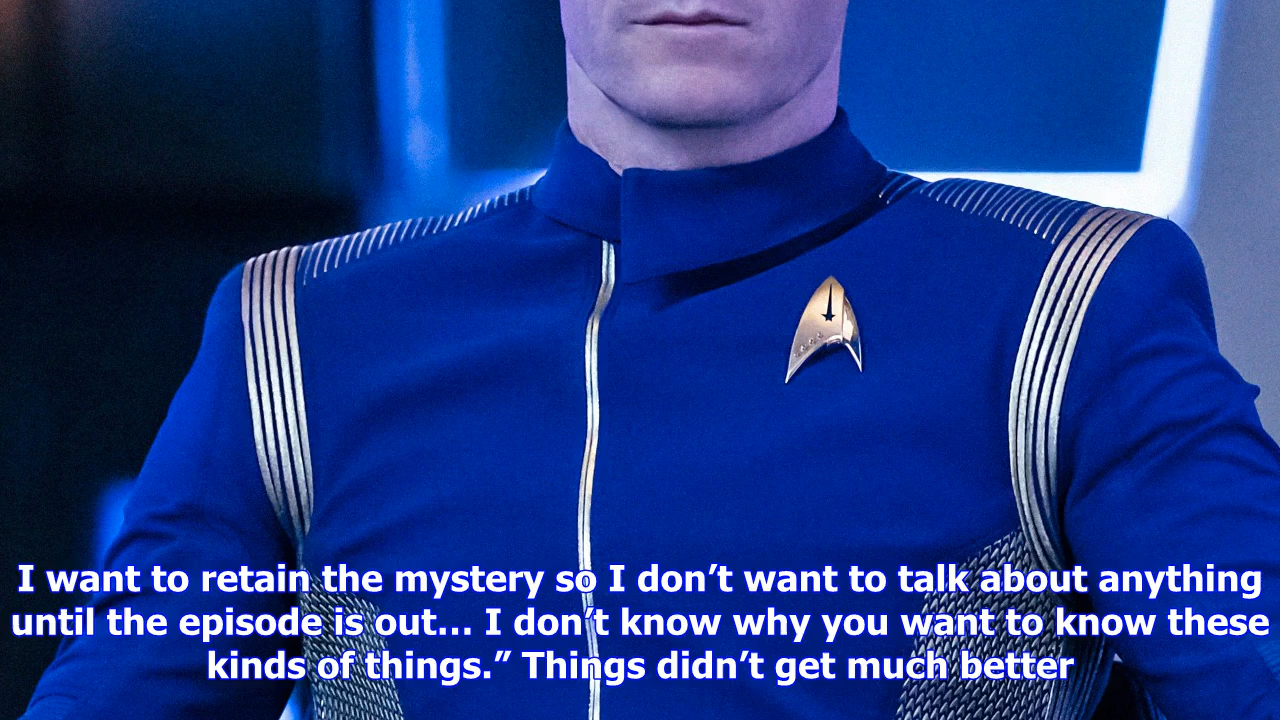 I want to retain the mystery so I don’t want to talk about anything
until the episode is out... I don’t know why you want to know these
kinds of things.” Things didn’t get much better